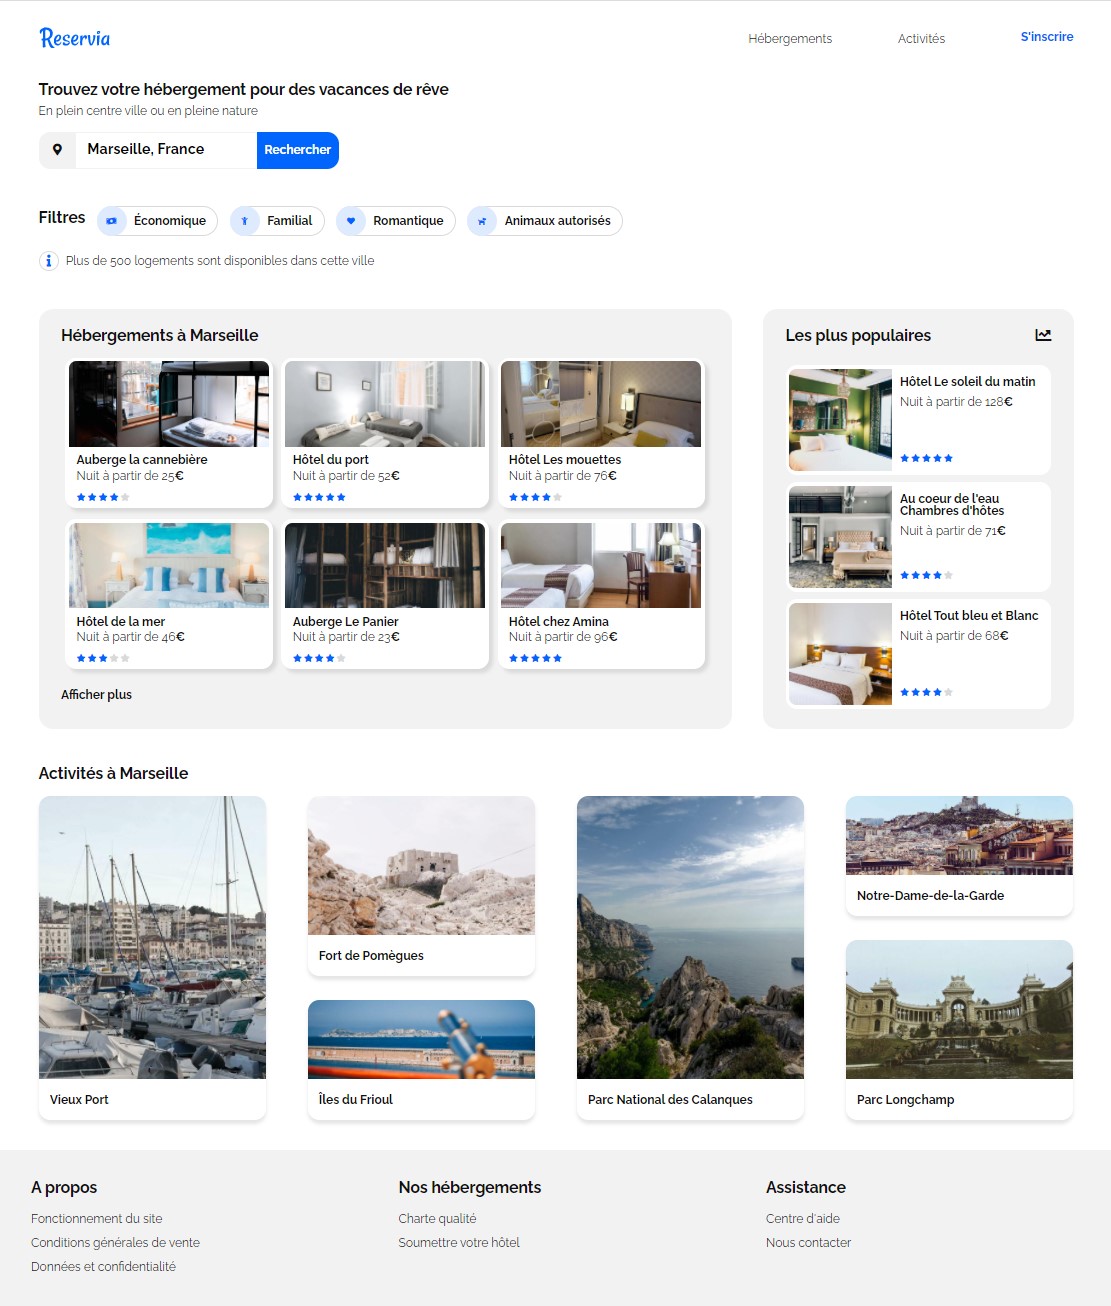 Reservia
Hébergements
Activités
S'inscrire
Trouvez votre hébergement pour des vacances de rêve
En plein centre ville ou en pleine nature
Marseille, France
Rechercher
Filtres
Économique
Familial
Romantique
Animaux autorisés
Plus de 500 logements sont disponibles dans cette ville
Hébergements à Marseille
Auberge la cannebière
Nuit à partir de 25€
Hôtel du port
Nuit à partir de 52€
Hôtel Les mouettes
Nuit à partir de 76€
Hôtel de la mer
Nuit à partir de 46€
Auberge Le Panier
Nuit à partir de 23€
Hôtel chez Amina
Nuit à partir de 96€
Afficher plus
Les plus populaires
Hôtel Le soleil du matin
Nuit à partir de 128€
Au coeur de l'eau
Chambres d'hôtes
Nuit à partir de 71€
Hôtel Tout bleu et Blanc
Nuit à partir de 68€
Activités à Marseille
Vieux Port
Fort de Pomègues
Îles du Frioul
Parc National des Calanques
Notre-Dame-de-la-Garde
Parc Longchamp
A propos
Fonctionnement du site
Conditions générales de vente
Données et confidentialité
Nos hébergements
Charte qualité
Soumettre votre hôtel
Assistance
Centre d'aide
Nous contacter